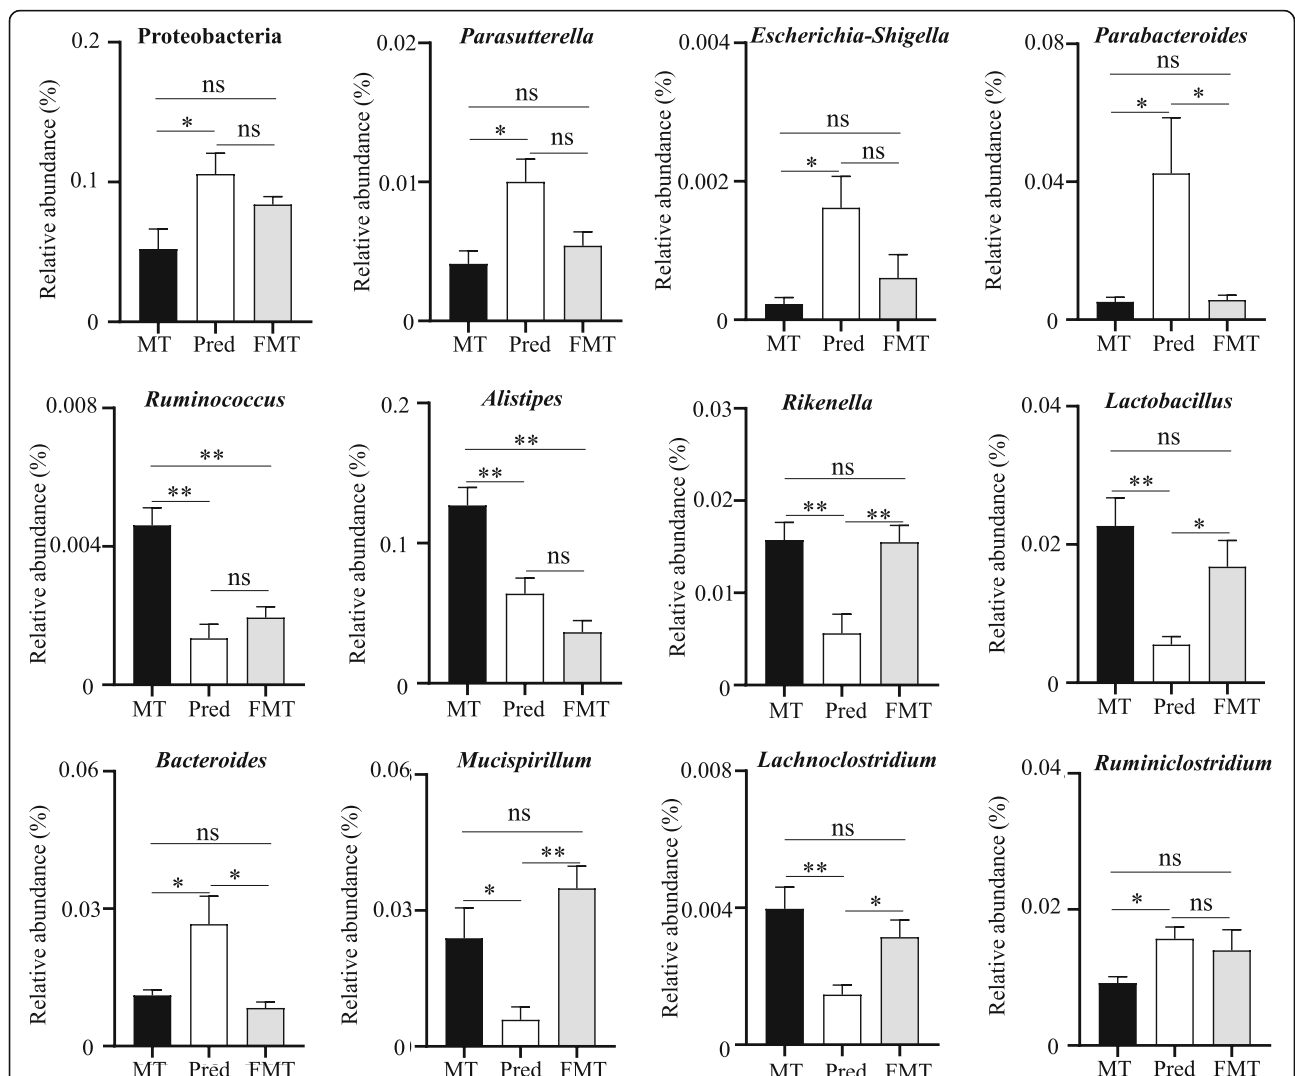 Proteobacteria
Relative abundance (%)
0.2
0.1
0
ns
*
ns
MT Pred FMT
Parasutterella
Relative abundance (%)
0.02
0.01
0
ns
*
ns
MT Pred FMT
Escherichia-Shigella
Relative abundance (%)
0.004
0.002
0
ns
*
ns
MT Pred FMT
Parabacteroides
Relative abundance (%)
0.08
0.04
0
ns
*
*
MT Pred FMT
Ruminococcus
Relative abundance (%)
0.008
0.004
0
**
**
ns
MT Pred FMT
Alistipes
Relative abundance (%)
0.2
0.1
0
**
**
ns
MT Pred FMT
Rikenella
Relative abundance (%)
0.03
0.02
0.01
0
ns
**
**
MT Pred FMT
Lactobacillus
Relative abundance (%)
0.04
0.02
0
ns
**
*
MT Pred FMT
Bacteroides
Relative abundance (%)
0.06
0.03
0
ns
*
*
MT Pred FMT
Mucispirillum
Relative abundance (%)
0.06
0.03
0
ns
*
**
MT Pred FMT
Lachnoclostridium
Relative abundance (%)
0.008
0.004
0
ns
**
*
MT Pred FMT
Ruminiclostridium
Relative abundance (%)
0.04
0.02
0
ns
*
ns
MT Pred FMT